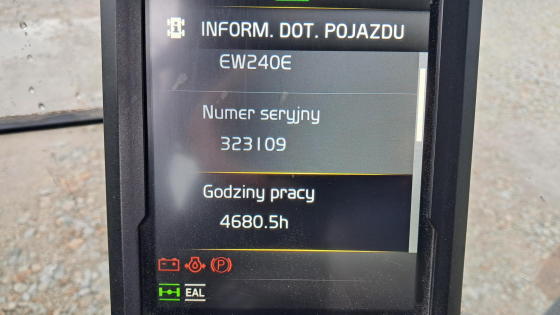 INFORM. DOT. POJAZDU
EW240E
Numer seryjny
323109
Godziny pracy
4680.5h
P
EAL